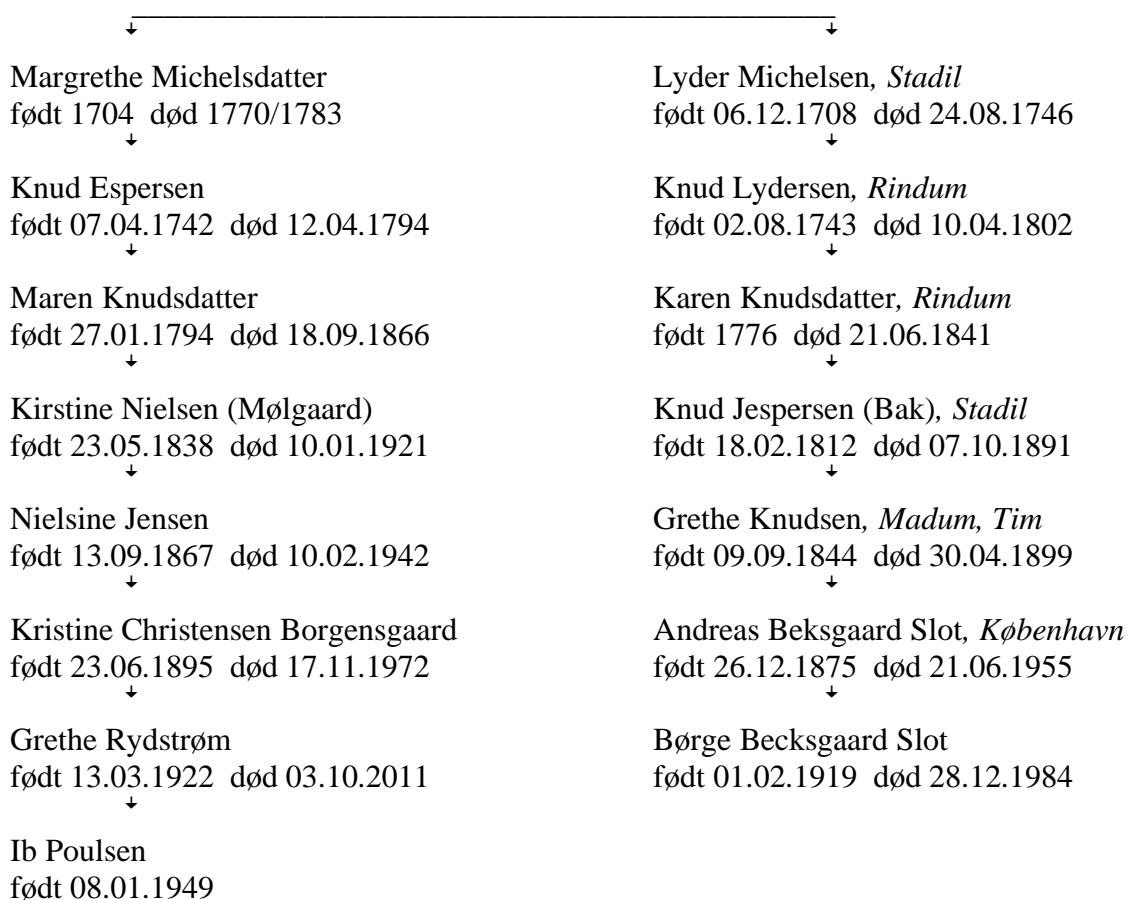 Margrethe Michelsdatter
født 1704 død 1770/1783
Knud Espersen
født 07.04.1742 død 12.04.1794
Maren Knudsdatter
født 27.01.1794 død 18.09.1866
Kirstine Nielsen (Mølgaard)
født 23.05.1838 død 10.01.1921
Nielsine Jensen
født 13.09.1867 død 10.02.1942
Kristine Christensen Borgensgaard
født 23.06.1895 død 17.11.1972
Grethe Rydstrøm
født 13.03.1922 død 03.10.2011
Ib Poulsen
født 08.01.1949
Lyder Michelsen, Stadil
født 06.12.1708 død 24.08.1746
Knud Lydersen, Rindum
født 02.08.1743 død 10.04.1802
Karen Knudsdatter, Rindum
født 1776 død 21.06.1841
Knud Jespersen (Bak), Stadil
født 18.02.1812 død 07.10.1891
Grethe Knudsen, Madum, Tim
født 09.09.1844 død 30.04.1899
Andreas Beksgaard Slot, København
født 26.12.1875 død 21.06.1955
Børge Becksgaard Slot
født 01.02.1919 død 28.12.1984